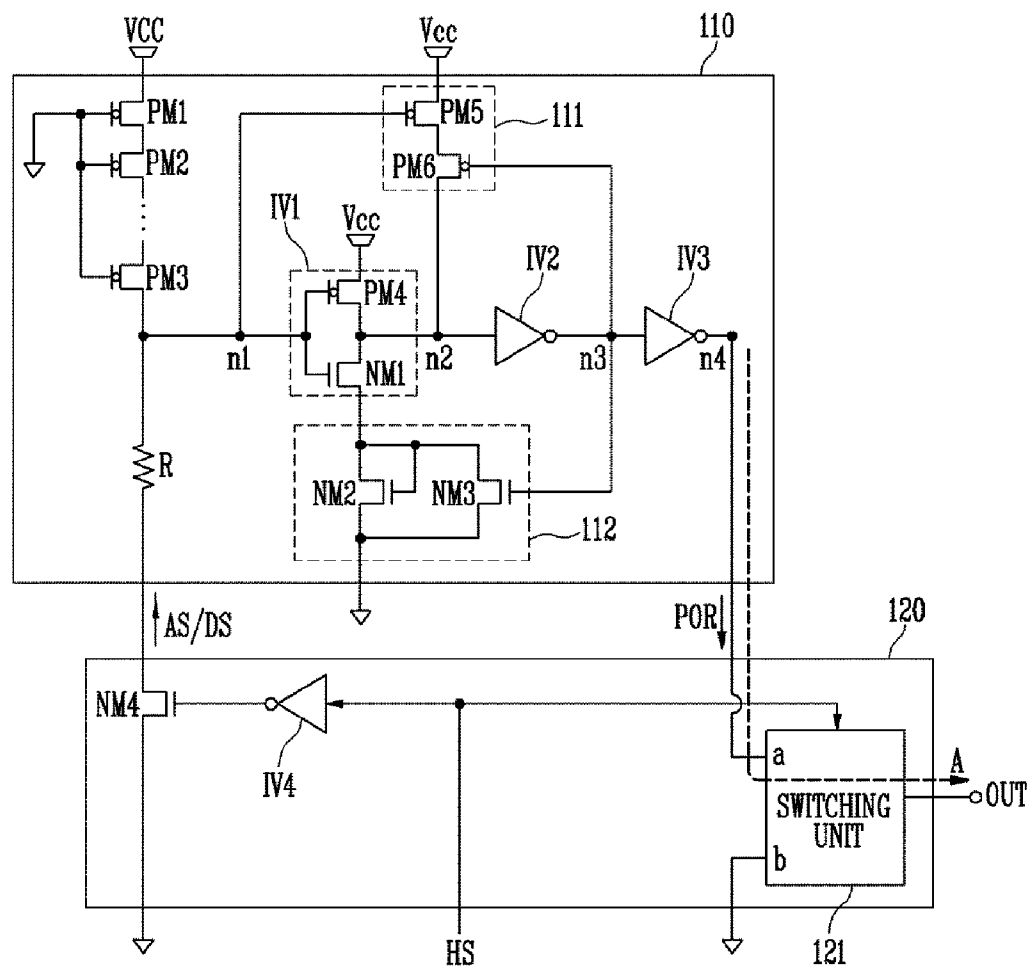 VCC
Vcc
110
PM1
PM5
111
PM2
PM6
IV1
Vcc
IV2
IV3
PM3
PM4
n1
n2
n3
n4
NM1
R
NM2
NM3
112
AS/DS
POR
120
NM4
IV4
a
A
OUT
SWITCHING
UNIT
b
HS
121